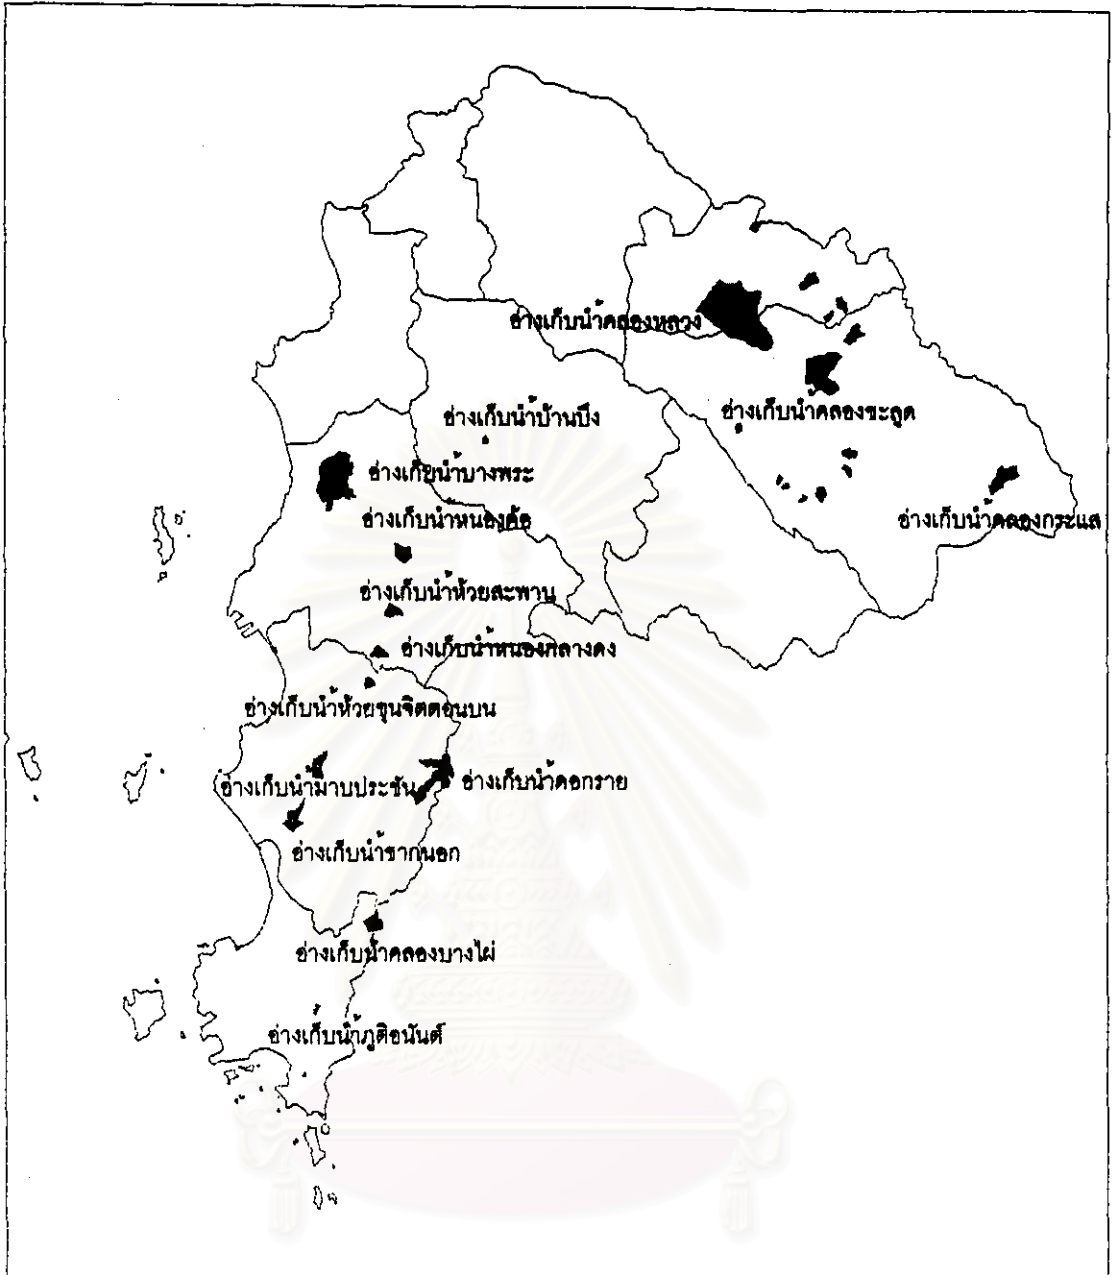 อ่างเก็บน้ำคลองหลวง
อ่างเก็บน้ำบ้านบึง
อ่างเก็บน้ำคลองชะลูด
อ่างเก็บน้ำบางพระ
อ่างเก็บน้ำหนองค้อ
อ่างเก็บน้ำคลองกระแส
อ่างเก็บน้ำห้วยสะพาน
อ่างเก็บน้ำหนองกลางดง
อ่างเก็บน้ำห้วยขุนจิตตอนบน
อ่างเก็บน้ำมาบประชัน
อ่างเก็บน้ำดอกราย
อ่างเก็บน้ำซากนอก
อ่างเก็บน้ำคลองบางไผ่
อ่างเก็บน้ำภูติอนันต์